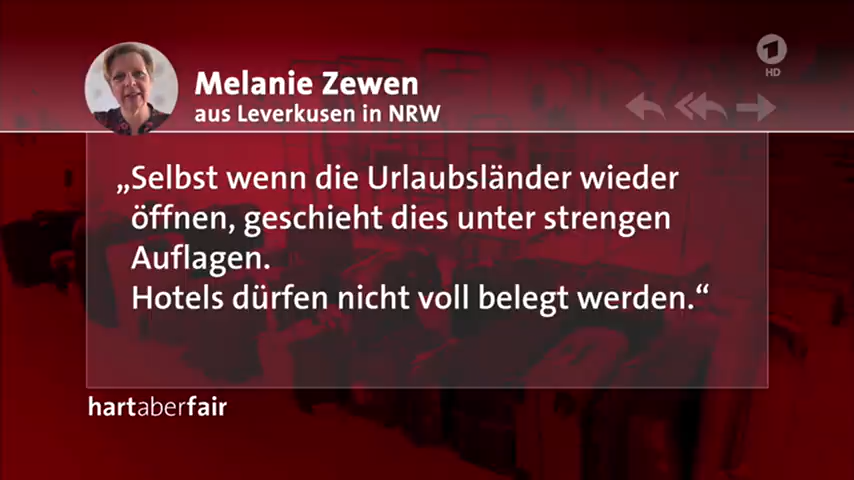 1
HD
Melanie Zewen
aus Leverkusen in NRW
„Selbst wenn die Urlaubsländer wieder
öffnen, geschieht dies unter strengen
Auflagen.
Hotels dürfen nicht voll belegt werden.“
hartaberfair